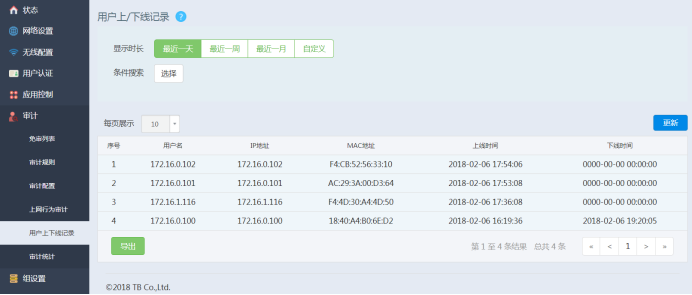 状态
网络设置
无线配置
用户认证
应用控制
审计
免审列表
审计规则
审计配置
上网行为审计
用户上下线记录
审计统计
组设置
用户上/下线记录 ?
显示时长 最近一天 最近一周 最近一月 自定义
条件搜索 选择
每页展示 10 更新
序号 用户名 IP地址 MAC地址 上线时间 下线时间
1 172.16.0.102 172.16.0.102 F4:CB:52:56:33:10 2018-02-06 17:54:06 0000-00-00 00:00:00
2 172.16.0.101 172.16.0.101 AC:29:3A:00:D3:64 2018-02-06 17:53:08 0000-00-00 00:00:00
3 172.16.1.116 172.16.1.116 F4:4D:30:A4:4D:50 2018-02-06 17:36:08 0000-00-00 00:00:00
4 172.16.0.100 172.16.0.100 18:40:A4:B0:6E:D2 2018-02-06 16:19:36 2018-02-06 19:20:05
导出 第 1 至 4 条结果 总共 4 条 « < 1 > »
©2018 TB Co.,Ltd.